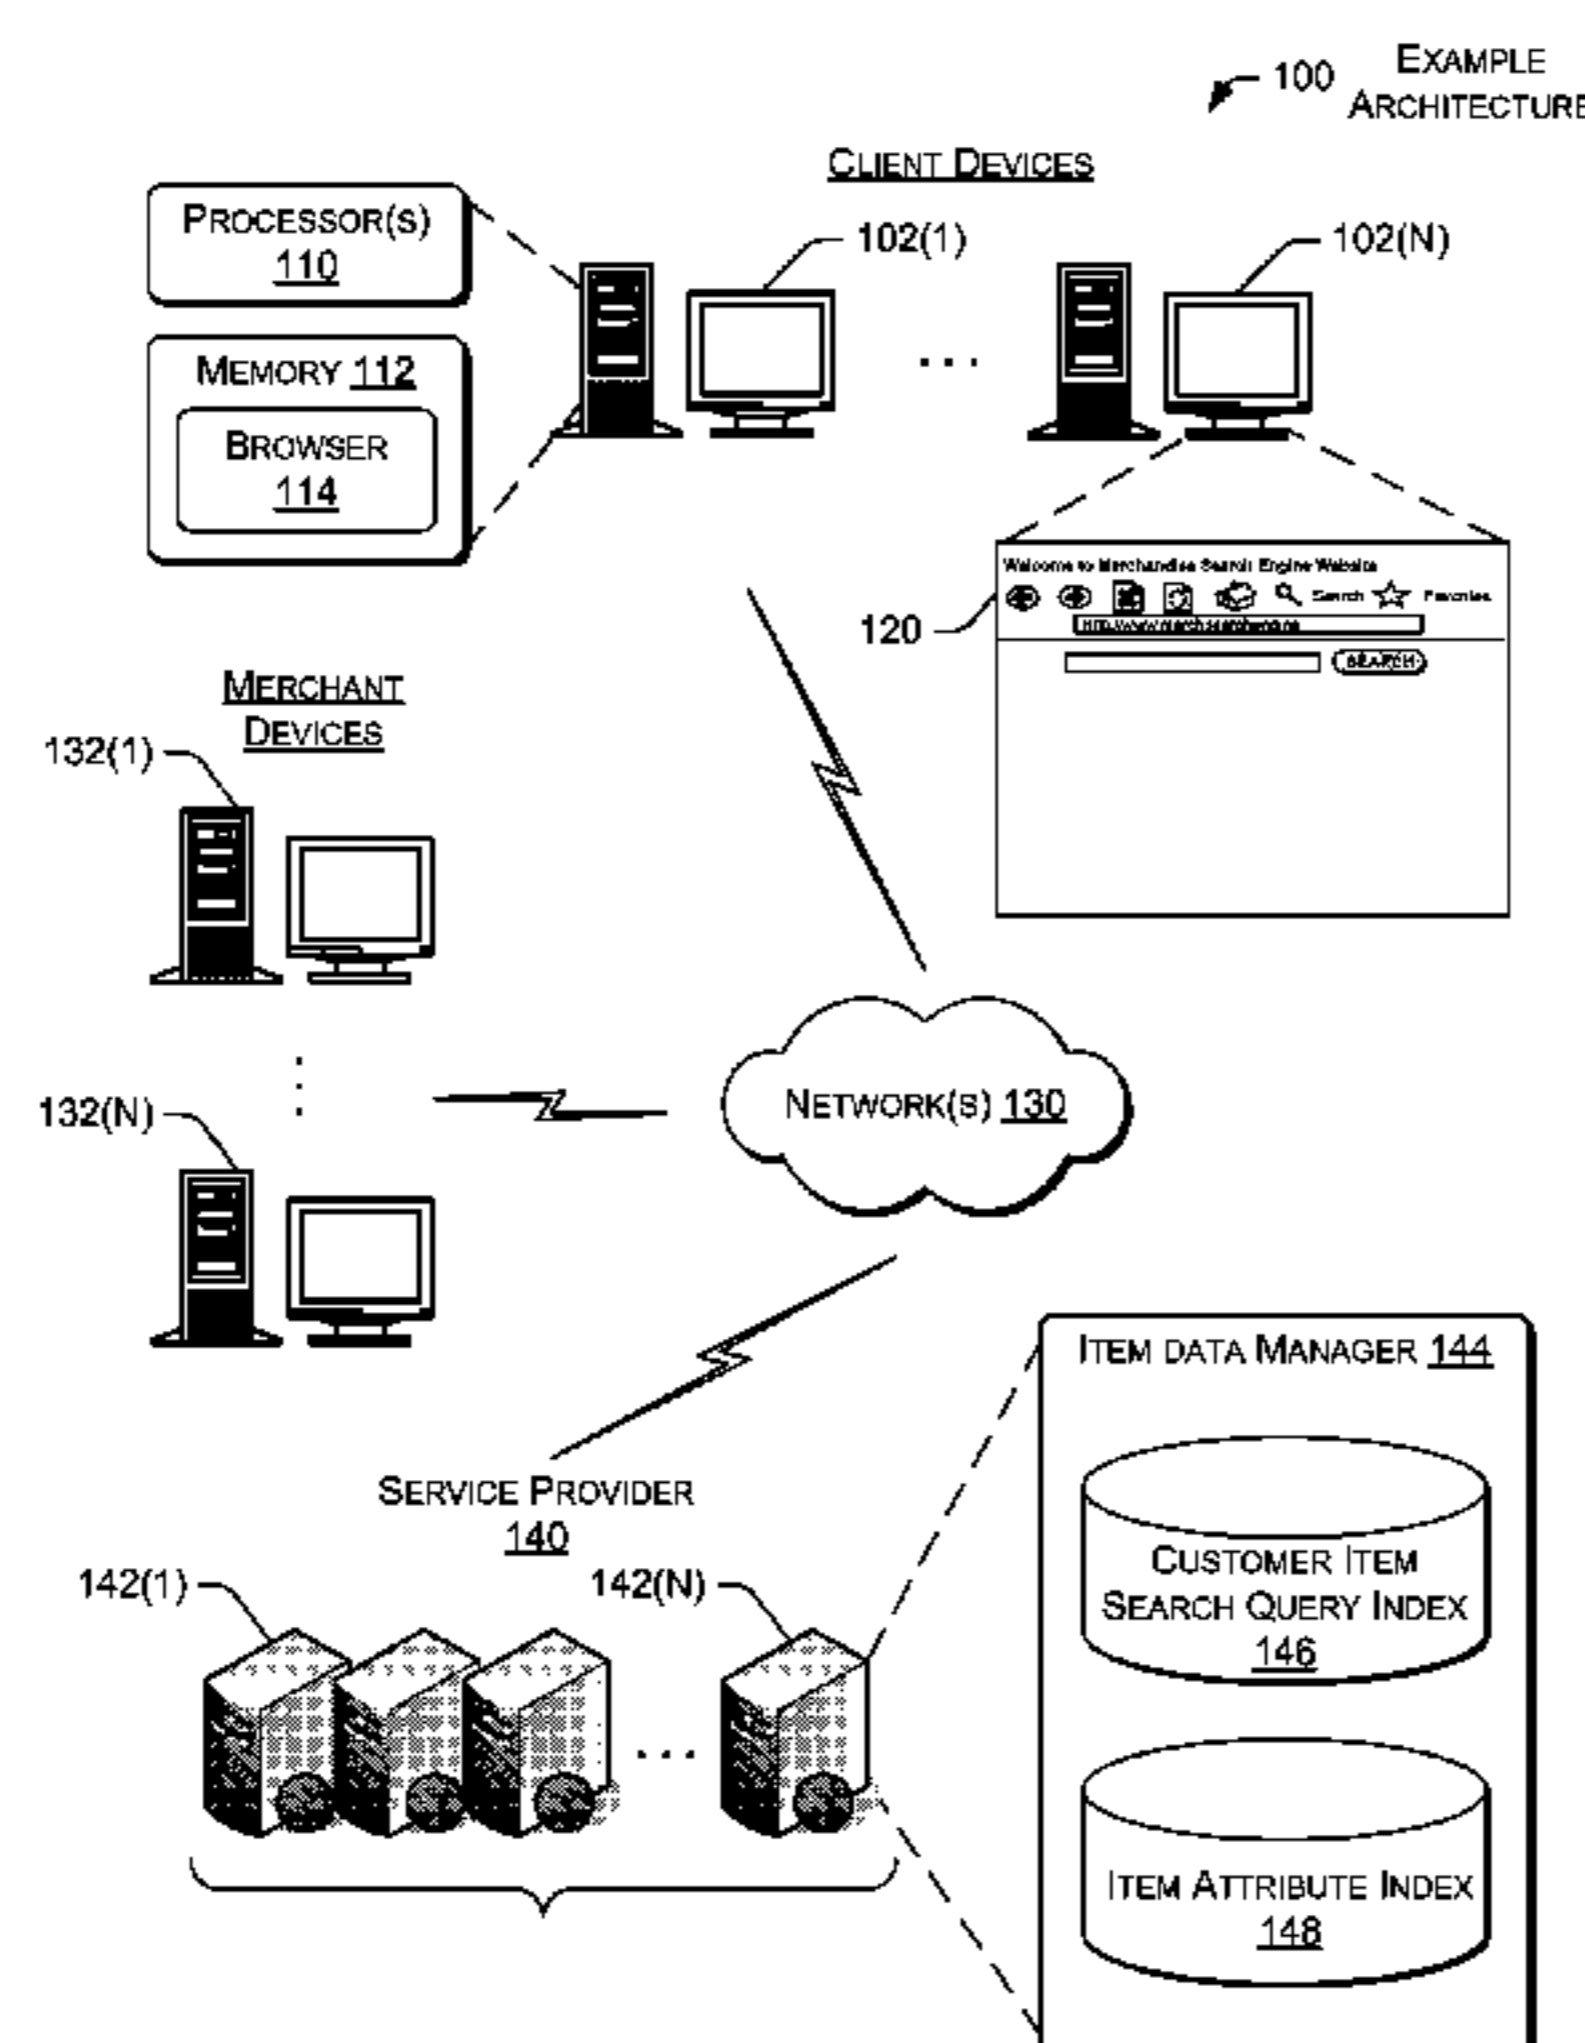 100
EXAMPLE
ARCHITECTURE
CLIENT DEVICES
PROCESSOR(S)
110
102(1)
102(N)
MEMORY 112
BROWSER
114
Welcome to Merchandise Search Engine Website
Search
Favorites
120
SEARCH
MERCHANT
DEVICES
132(1)
132(N)
NETWORK(S) 130
ITEM DATA MANAGER 144
SERVICE PROVIDER
140
142(1)
142(N)
CUSTOMER ITEM
SEARCH QUERY INDEX
146
ITEM ATTRIBUTE INDEX
148